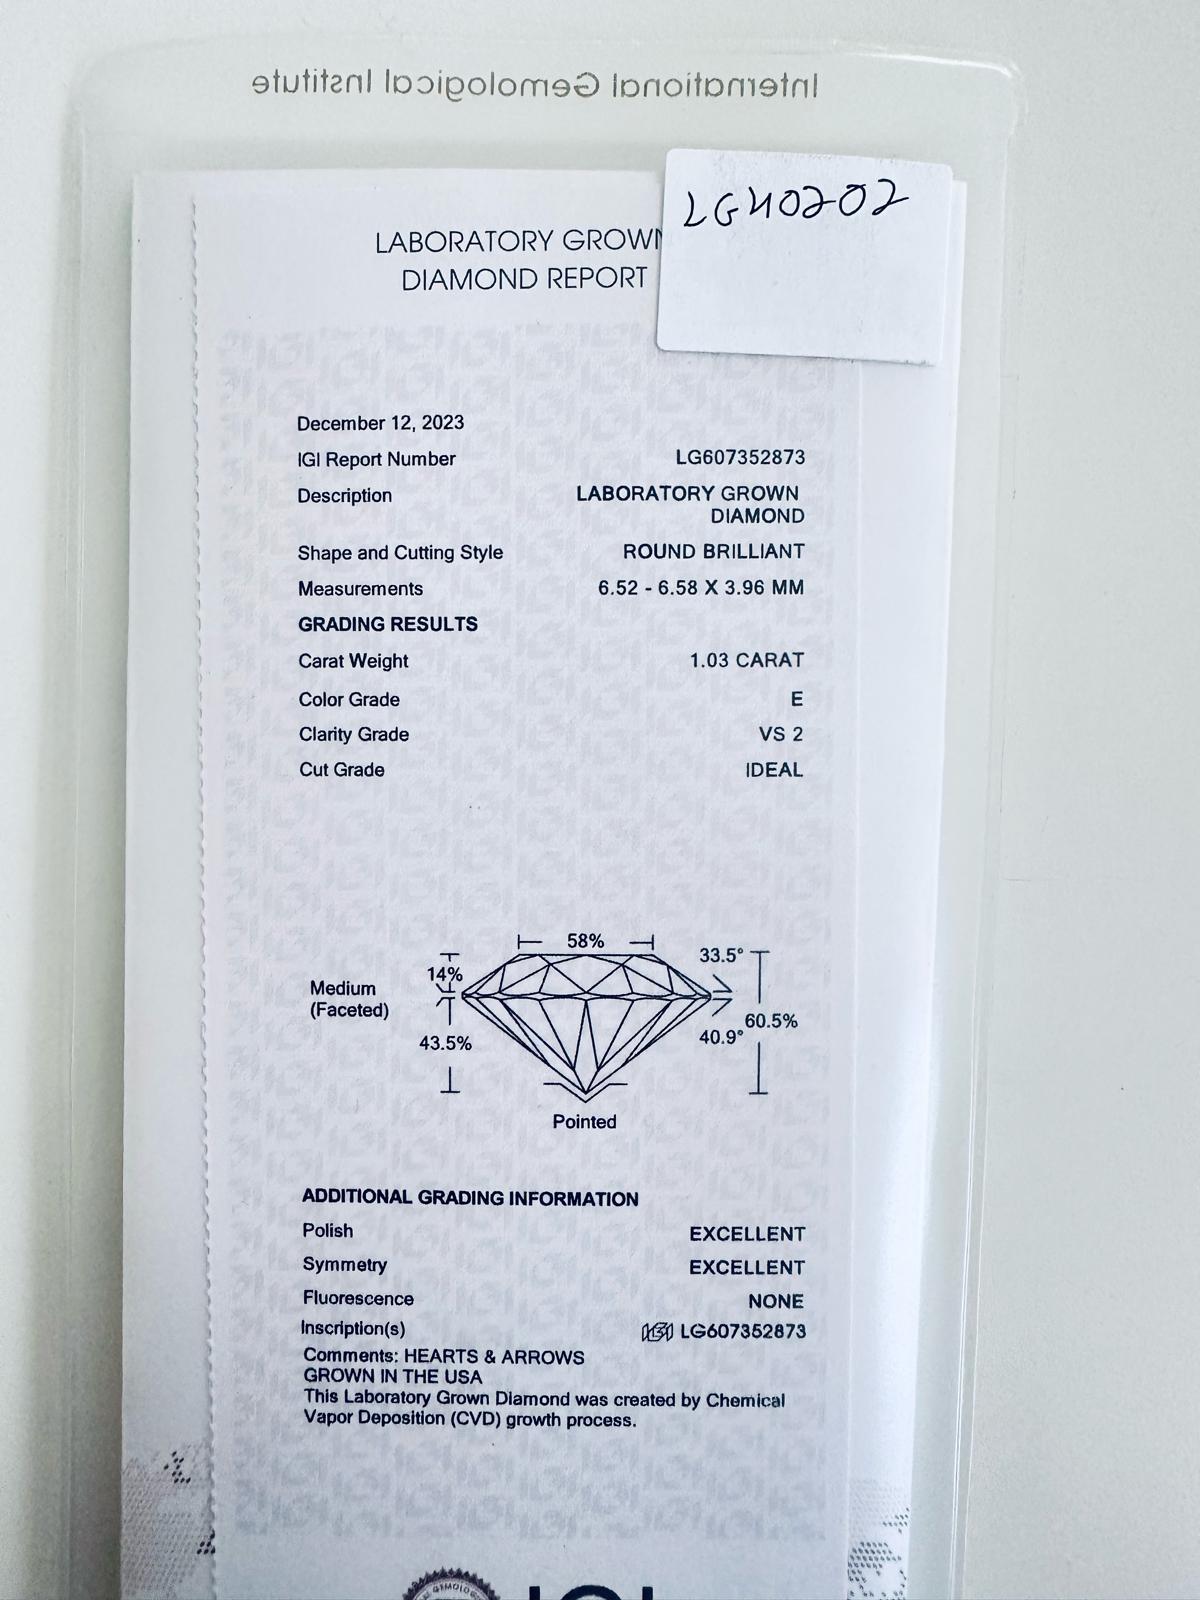 International Gemological Institute
LG40202
LABORATORY GROWN
DIAMOND REPORT
December 12, 2023
IGI Report Number LG607352873
Description LABORATORY GROWN
DIAMOND
Shape and Cutting Style ROUND BRILLIANT
Measurements 6.52 - 6.58 X 3.96 MM
GRADING RESULTS
Carat Weight 1.03 CARAT
Color Grade E
Clarity Grade VS 2
Cut Grade IDEAL
58%
33.5°
14%
Medium
(Faceted)
60.5%
40.9°
43.5%
Pointed
ADDITIONAL GRADING INFORMATION
Polish EXCELLENT
Symmetry EXCELLENT
Fluorescence NONE
Inscription(s) IGI LG607352873
Comments: HEARTS & ARROWS
GROWN IN THE USA
This Laboratory Grown Diamond was created by Chemical
Vapor Deposition (CVD) growth process.